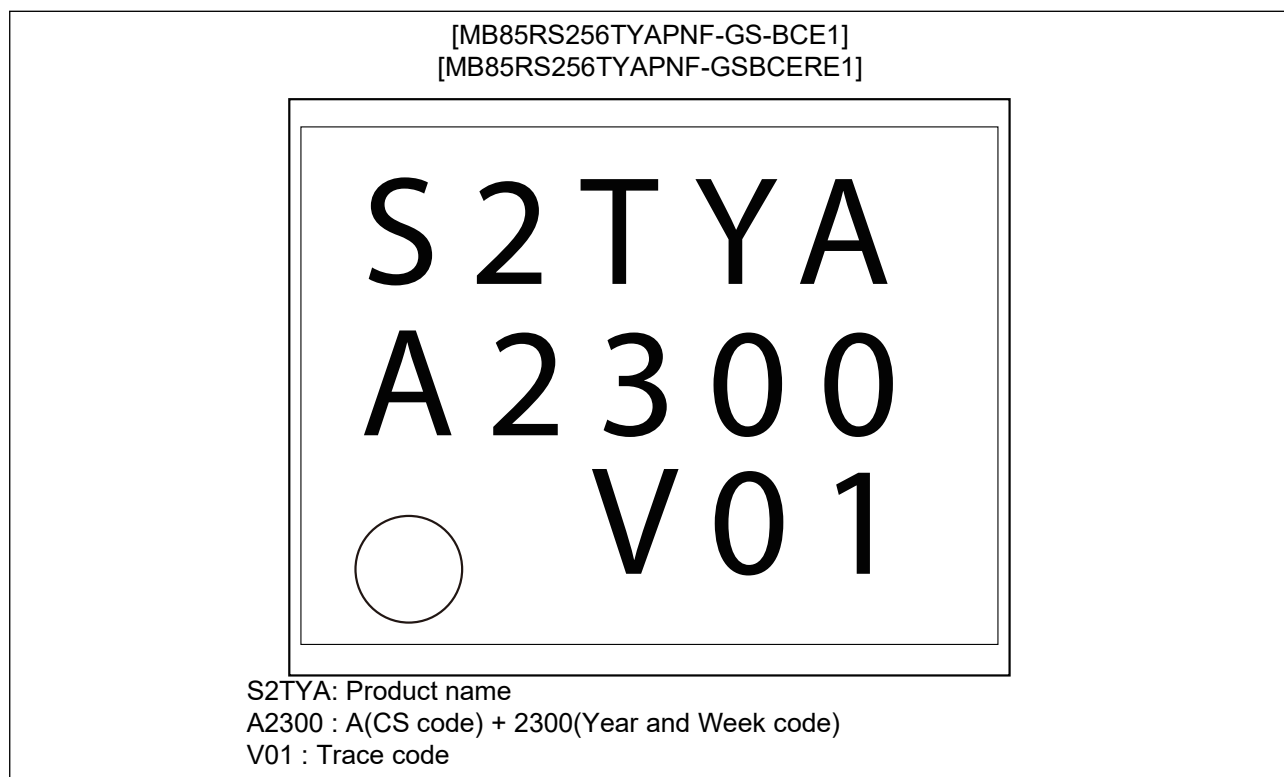 [MB85RS256TYAPNF-GS-BCE1]
[MB85RS256TYAPNF-GSBCERE1]
S2TYA
A2300
V01
S2TYA: Product name
A2300 : A(CS code) + 2300(Year and Week code)
V01 : Trace code